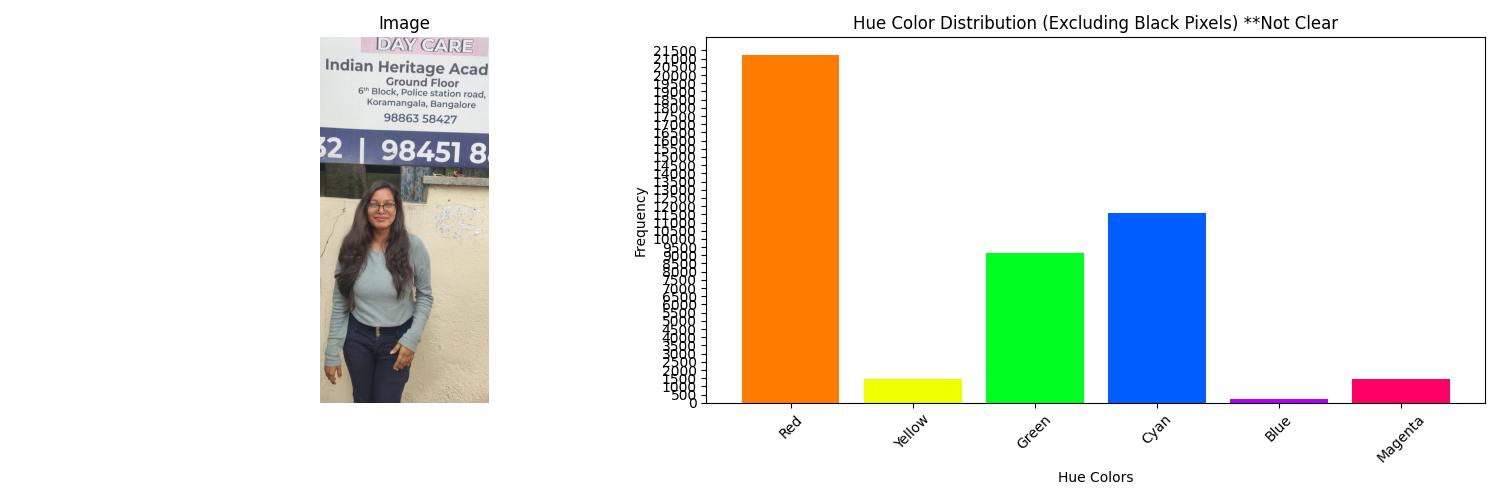 Image
DAY CARE
Indian Heritage Acad
Ground Floor
6th Block, Police station road,
Koramangala, Bangalore
98863 58427
32 | 98451 8
Hue Color Distribution (Excluding Black Pixels) **Not Clear
Frequency
21500
21000
20500
20000
19500
19000
18500
18000
17500
17000
16500
16000
15500
15000
14500
14000
13500
13000
12500
12000
11500
11000
10500
10000
9500
9000
8500
8000
7500
7000
6500
6000
5500
5000
4500
4000
3500
3000
2500
2000
1500
1000
500
0
Red
Yellow
Green
Cyan
Blue
Magenta
Hue Colors